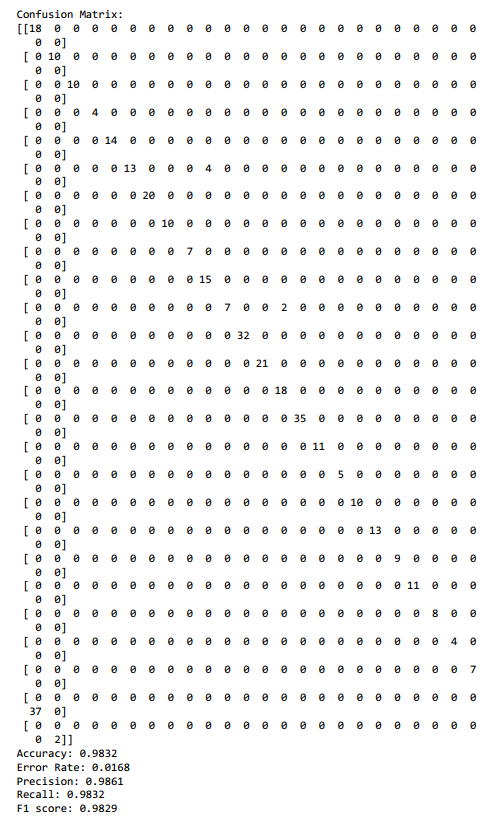 Confusion Matrix:
[[18  0  0  0  0  0  0  0  0  0  0  0  0  0  0  0  0  0  0  0  0  0  0  0
   0  0]
 [ 0 10  0  0  0  0  0  0  0  0  0  0  0  0  0  0  0  0  0  0  0  0  0  0
   0  0]
 [ 0  0 10  0  0  0  0  0  0  0  0  0  0  0  0  0  0  0  0  0  0  0  0  0
   0  0]
 [ 0  0  0  4  0  0  0  0  0  0  0  0  0  0  0  0  0  0  0  0  0  0  0  0
   0  0]
 [ 0  0  0  0 14  0  0  0  0  0  0  0  0  0  0  0  0  0  0  0  0  0  0  0
   0  0]
 [ 0  0  0  0  0 13  0  0  0  4  0  0  0  0  0  0  0  0  0  0  0  0  0  0
   0  0]
 [ 0  0  0  0  0  0 20  0  0  0  0  0  0  0  0  0  0  0  0  0  0  0  0  0
   0  0]
 [ 0  0  0  0  0  0  0 10  0  0  0  0  0  0  0  0  0  0  0  0  0  0  0  0
   0  0]
 [ 0  0  0  0  0  0  0  0  7  0  0  0  0  0  0  0  0  0  0  0  0  0  0  0
   0  0]
 [ 0  0  0  0  0  0  0  0  0 15  0  0  0  0  0  0  0  0  0  0  0  0  0  0
   0  0]
 [ 0  0  0  0  0  0  0  0  0  0  7  0  0  2  0  0  0  0  0  0  0  0  0  0
   0  0]
 [ 0  0  0  0  0  0  0  0  0  0  0 32  0  0  0  0  0  0  0  0  0  0  0  0
   0  0]
 [ 0  0  0  0  0  0  0  0  0  0  0  0 21  0  0  0  0  0  0  0  0  0  0  0
   0  0]
 [ 0  0  0  0  0  0  0  0  0  0  0  0  0 18  0  0  0  0  0  0  0  0  0  0
   0  0]
 [ 0  0  0  0  0  0  0  0  0  0  0  0  0  0 35  0  0  0  0  0  0  0  0  0
   0  0]
 [ 0  0  0  0  0  0  0  0  0  0  0  0  0  0  0 11  0  0  0  0  0  0  0  0
   0  0]
 [ 0  0  0  0  0  0  0  0  0  0  0  0  0  0  0  0  5  0  0  0  0  0  0  0
   0  0]
 [ 0  0  0  0  0  0  0  0  0  0  0  0  0  0  0  0  0 10  0  0  0  0  0  0
   0  0]
 [ 0  0  0  0  0  0  0  0  0  0  0  0  0  0  0  0  0  0 13  0  0  0  0  0
   0  0]
 [ 0  0  0  0  0  0  0  0  0  0  0  0  0  0  0  0  0  0  0  9  0  0  0  0
   0  0]
 [ 0  0  0  0  0  0  0  0  0  0  0  0  0  0  0  0  0  0  0  0 11  0  0  0
   0  0]
 [ 0  0  0  0  0  0  0  0  0  0  0  0  0  0  0  0  0  0  0  0  0  8  0  0
   0  0]
 [ 0  0  0  0  0  0  0  0  0  0  0  0  0  0  0  0  0  0  0  0  0  0  4  0
   0  0]
 [ 0  0  0  0  0  0  0  0  0  0  0  0  0  0  0  0  0  0  0  0  0  0  0  7
   0  0]
 [ 0  0  0  0  0  0  0  0  0  0  0  0  0  0  0  0  0  0  0  0  0  0  0  0
  37  0]
 [ 0  0  0  0  0  0  0  0  0  0  0  0  0  0  0  0  0  0  0  0  0  0  0  0
   0  2]]
Accuracy: 0.9832
Error Rate: 0.0168
Precision: 0.9861
Recall: 0.9832
F1 score: 0.9829